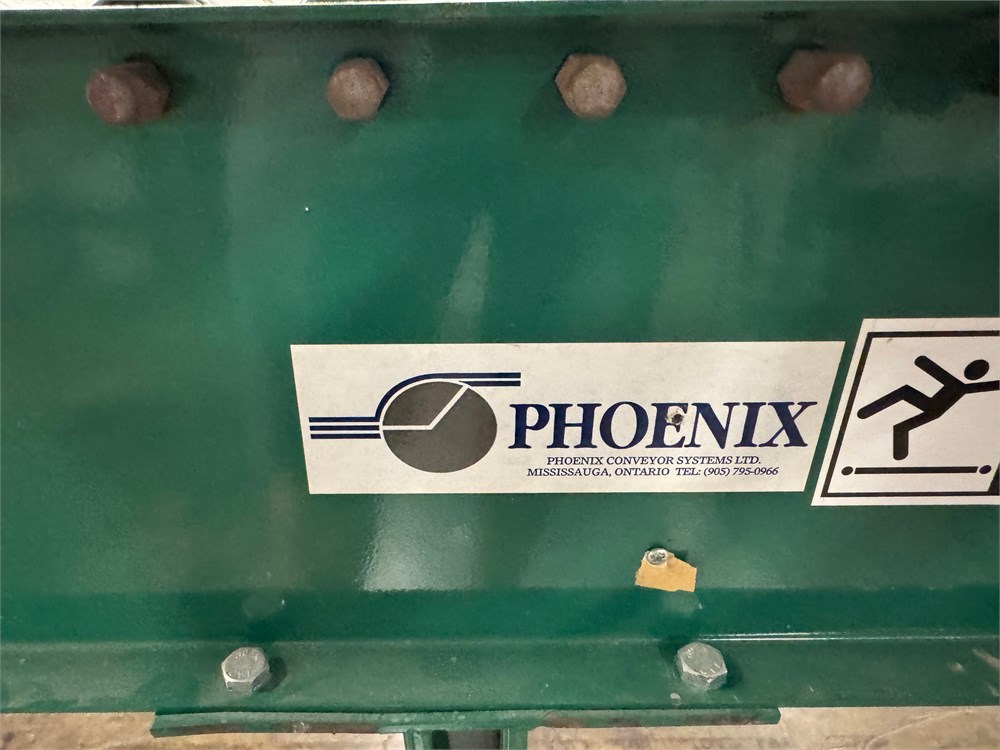 PHOENIX
PHOENIX CONVEYOR SYSTEMS LTD.
MISSISSAUGA, ONTARIO TEL: (905) 795-0966